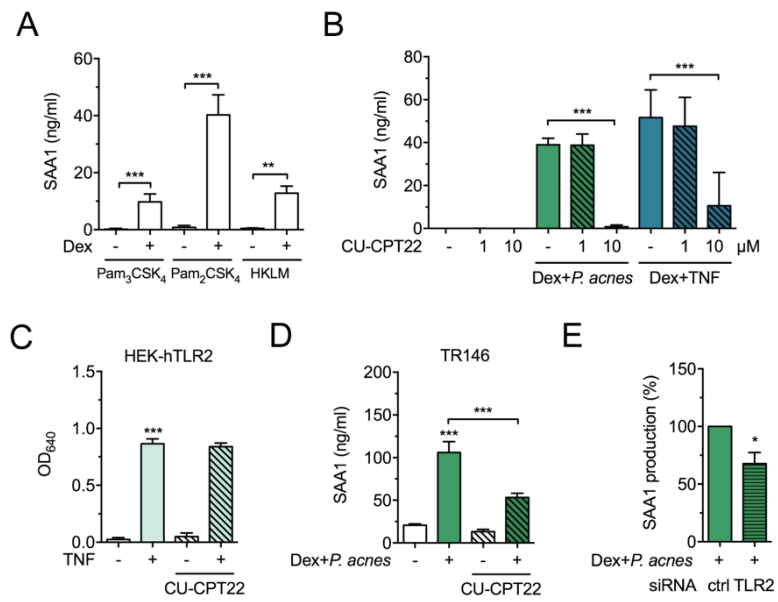 A
SAA1 (ng/ml)
60
40
20
0
***
***
**
Dex - + - + - +
Pam₃CSK₄ Pam₂CSK₄ HKLM
B
SAA1 (ng/ml)
80
60
40
20
0
***
***
CU-CPT22 - 1 10 - 1 10 - 1 10 µM
Dex+P. acnes Dex+TNF
C
HEK-hTLR2
OD₆₄₀
1.5
1.0
0.5
0.0
***
TNF - + - +
CU-CPT22
D
TR146
SAA1 (ng/ml)
200
150
100
50
0
***
***
Dex+P. acnes - + - +
CU-CPT22
E
SAA1 production (%)
150
100
50
0
*
Dex+P. acnes + +
siRNA ctrl TLR2